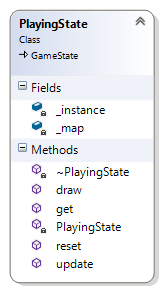 PlayingState
Class
GameState
Fields
_instance
_map
Methods
~PlayingState
draw
get
PlayingState
reset
update